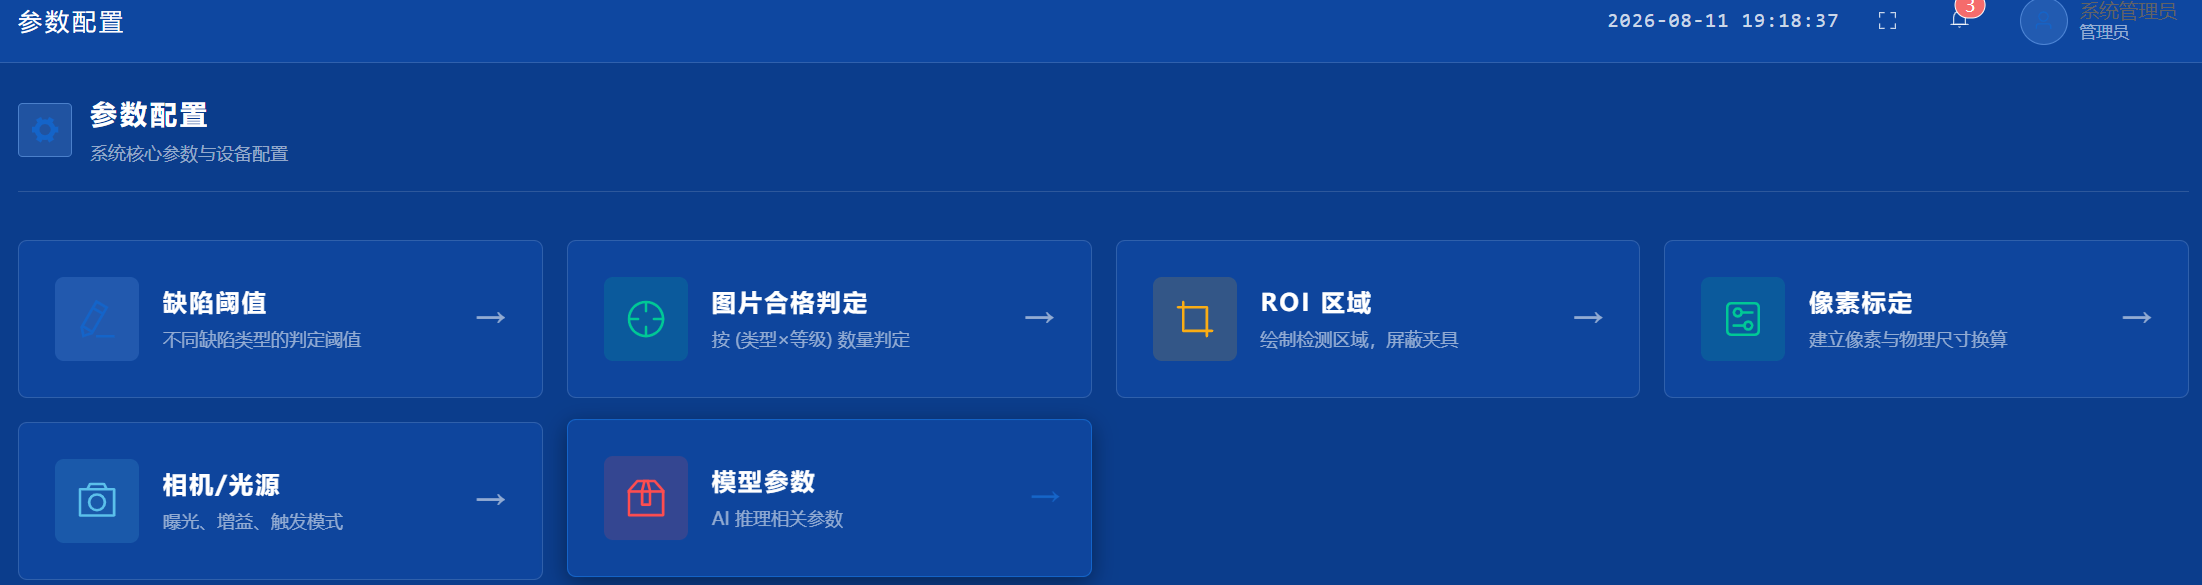 参数配置
2026-08-11 19:18:37
3
系统管理员
管理员
参数配置
系统核心参数与设备配置
缺陷阈值
不同缺陷类型的判定阈值
图片合格判定
按 (类型×等级) 数量判定
ROI 区域
绘制检测区域，屏蔽夹具
像素标定
建立像素与物理尺寸换算
相机/光源
曝光、增益、触发模式
模型参数
AI 推理相关参数